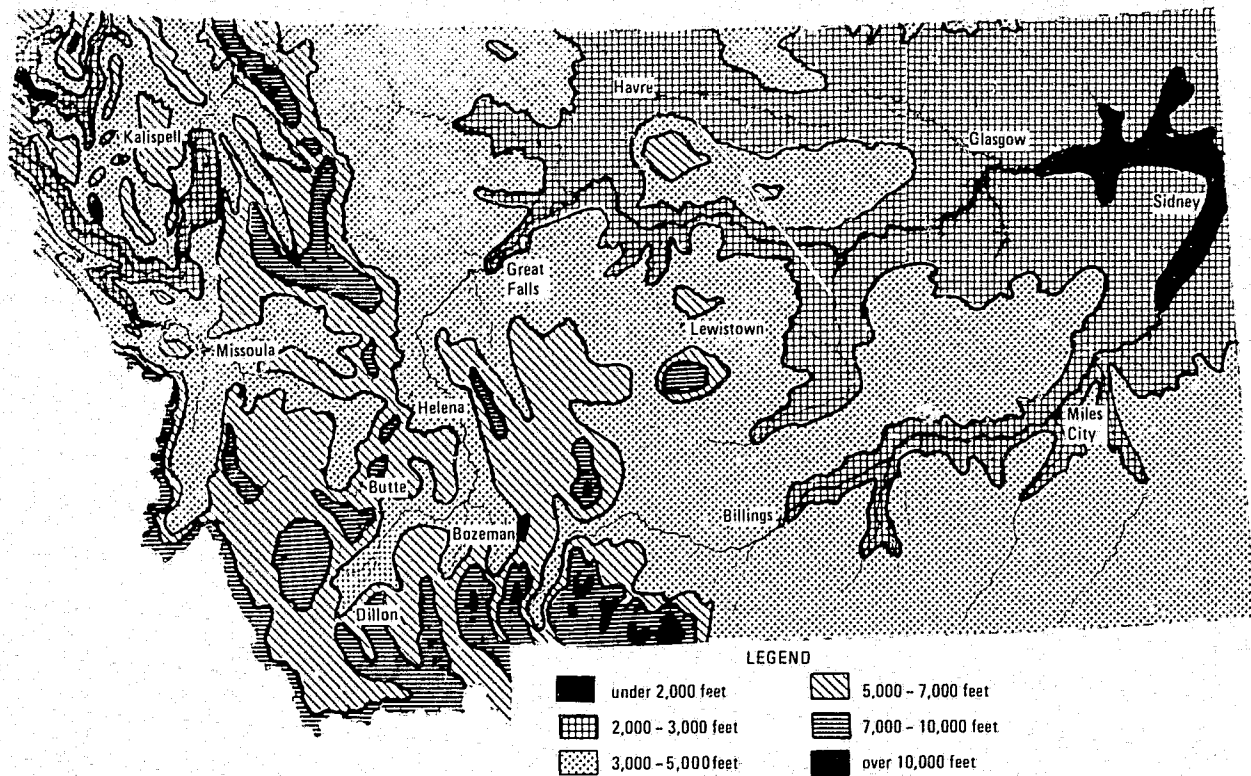 Havre
Kalispell
Glasgow
Sidney
Great
Falls
Lewistown
Missoula
Helena
Miles
City
Butte
Billings
Bozeman
Dillon
LEGEND
under 2,000 feet
5,000 - 7,000 feet
2,000 - 3,000 feet
7,000 - 10,000 feet
3,000 - 5,000 feet
over 10,000 feet